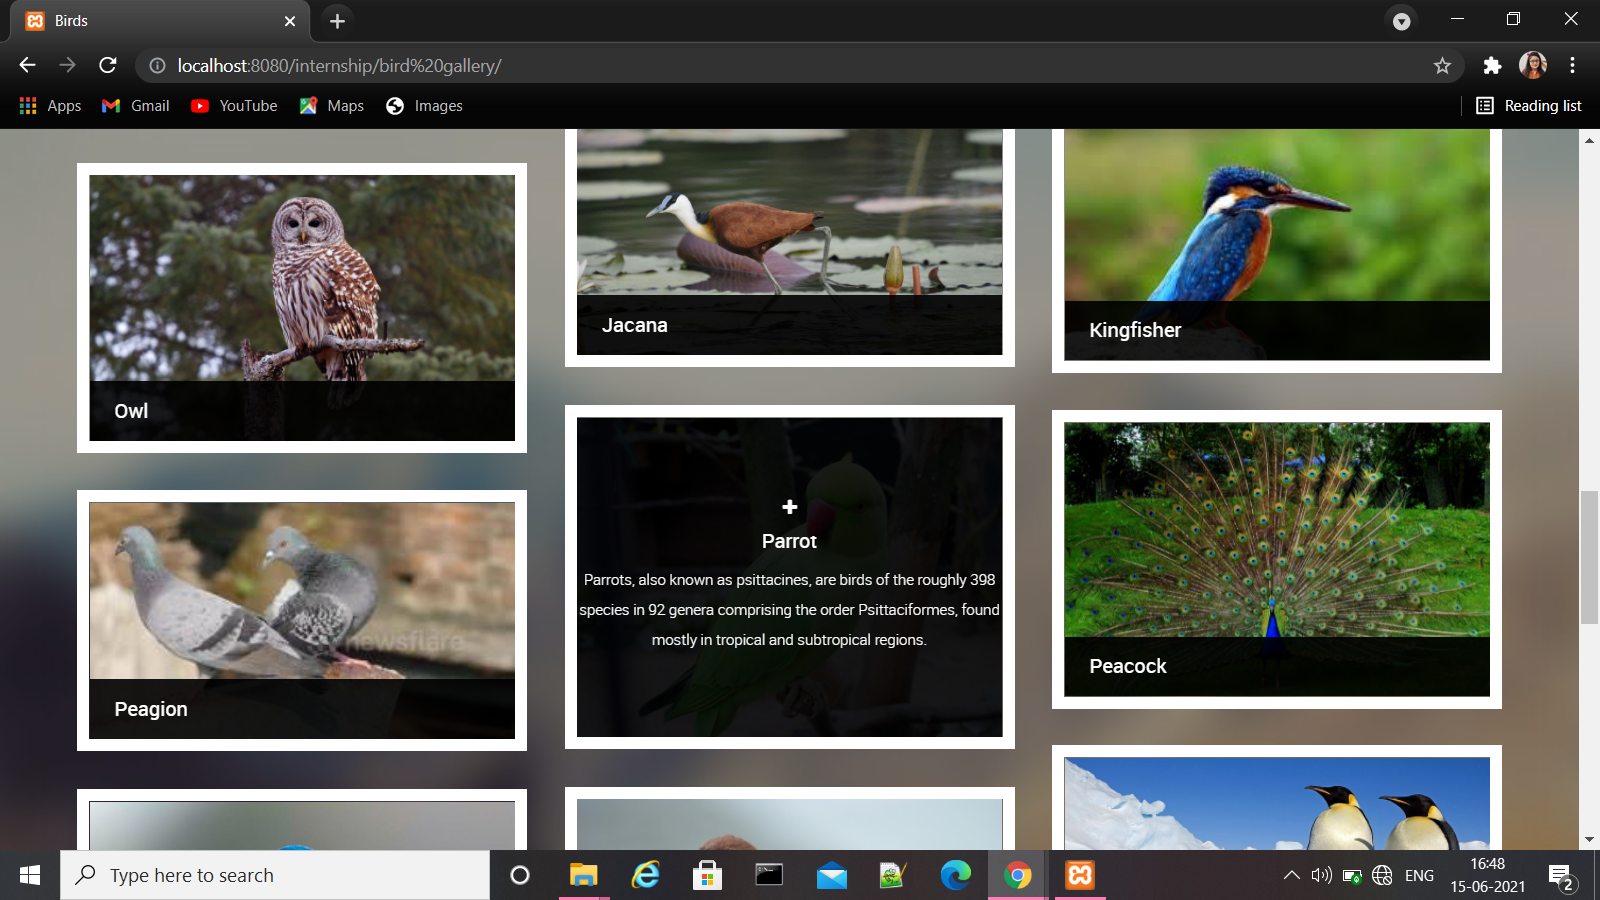 Birds
localhost:8080/internship/bird%20gallery/
Apps
Gmail
YouTube
Maps
Images
Reading list
Owl
Jacana
Kingfisher
newsflare
Peagion
Parrot
Parrots, also known as psittacines, are birds of the roughly 398
species in 92 genera comprising the order Psittaciformes, found
mostly in tropical and subtropical regions.
Peacock
Type here to search
ENG
16:48
15-06-2021
2